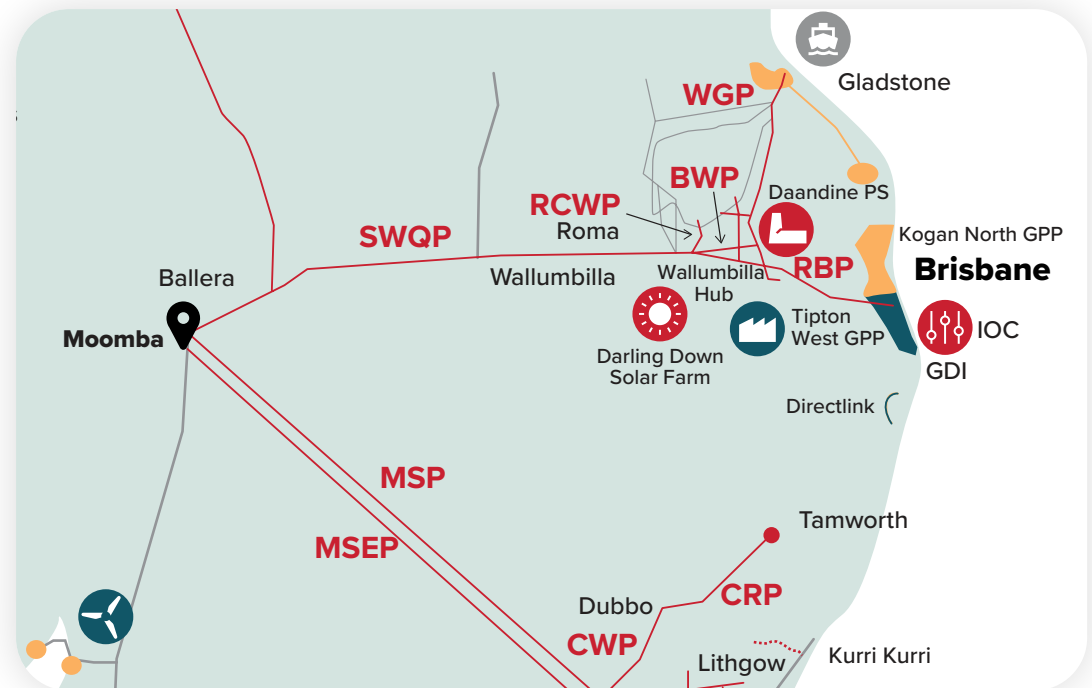 Gladstone
WGP
BWP
Daandine PS
RCWP
Roma
SWQP
Kogan North GPP
Brisbane
RBP
Ballera
Wallumbilla
Wallumbilla
Hub
Tipton
West GPP
Moomba
IOC
GDI
Darling Down
Solar Farm
Directlink
MSP
Tamworth
MSEP
CRP
Dubbo
CWP
Lithgow
Kurri Kurri